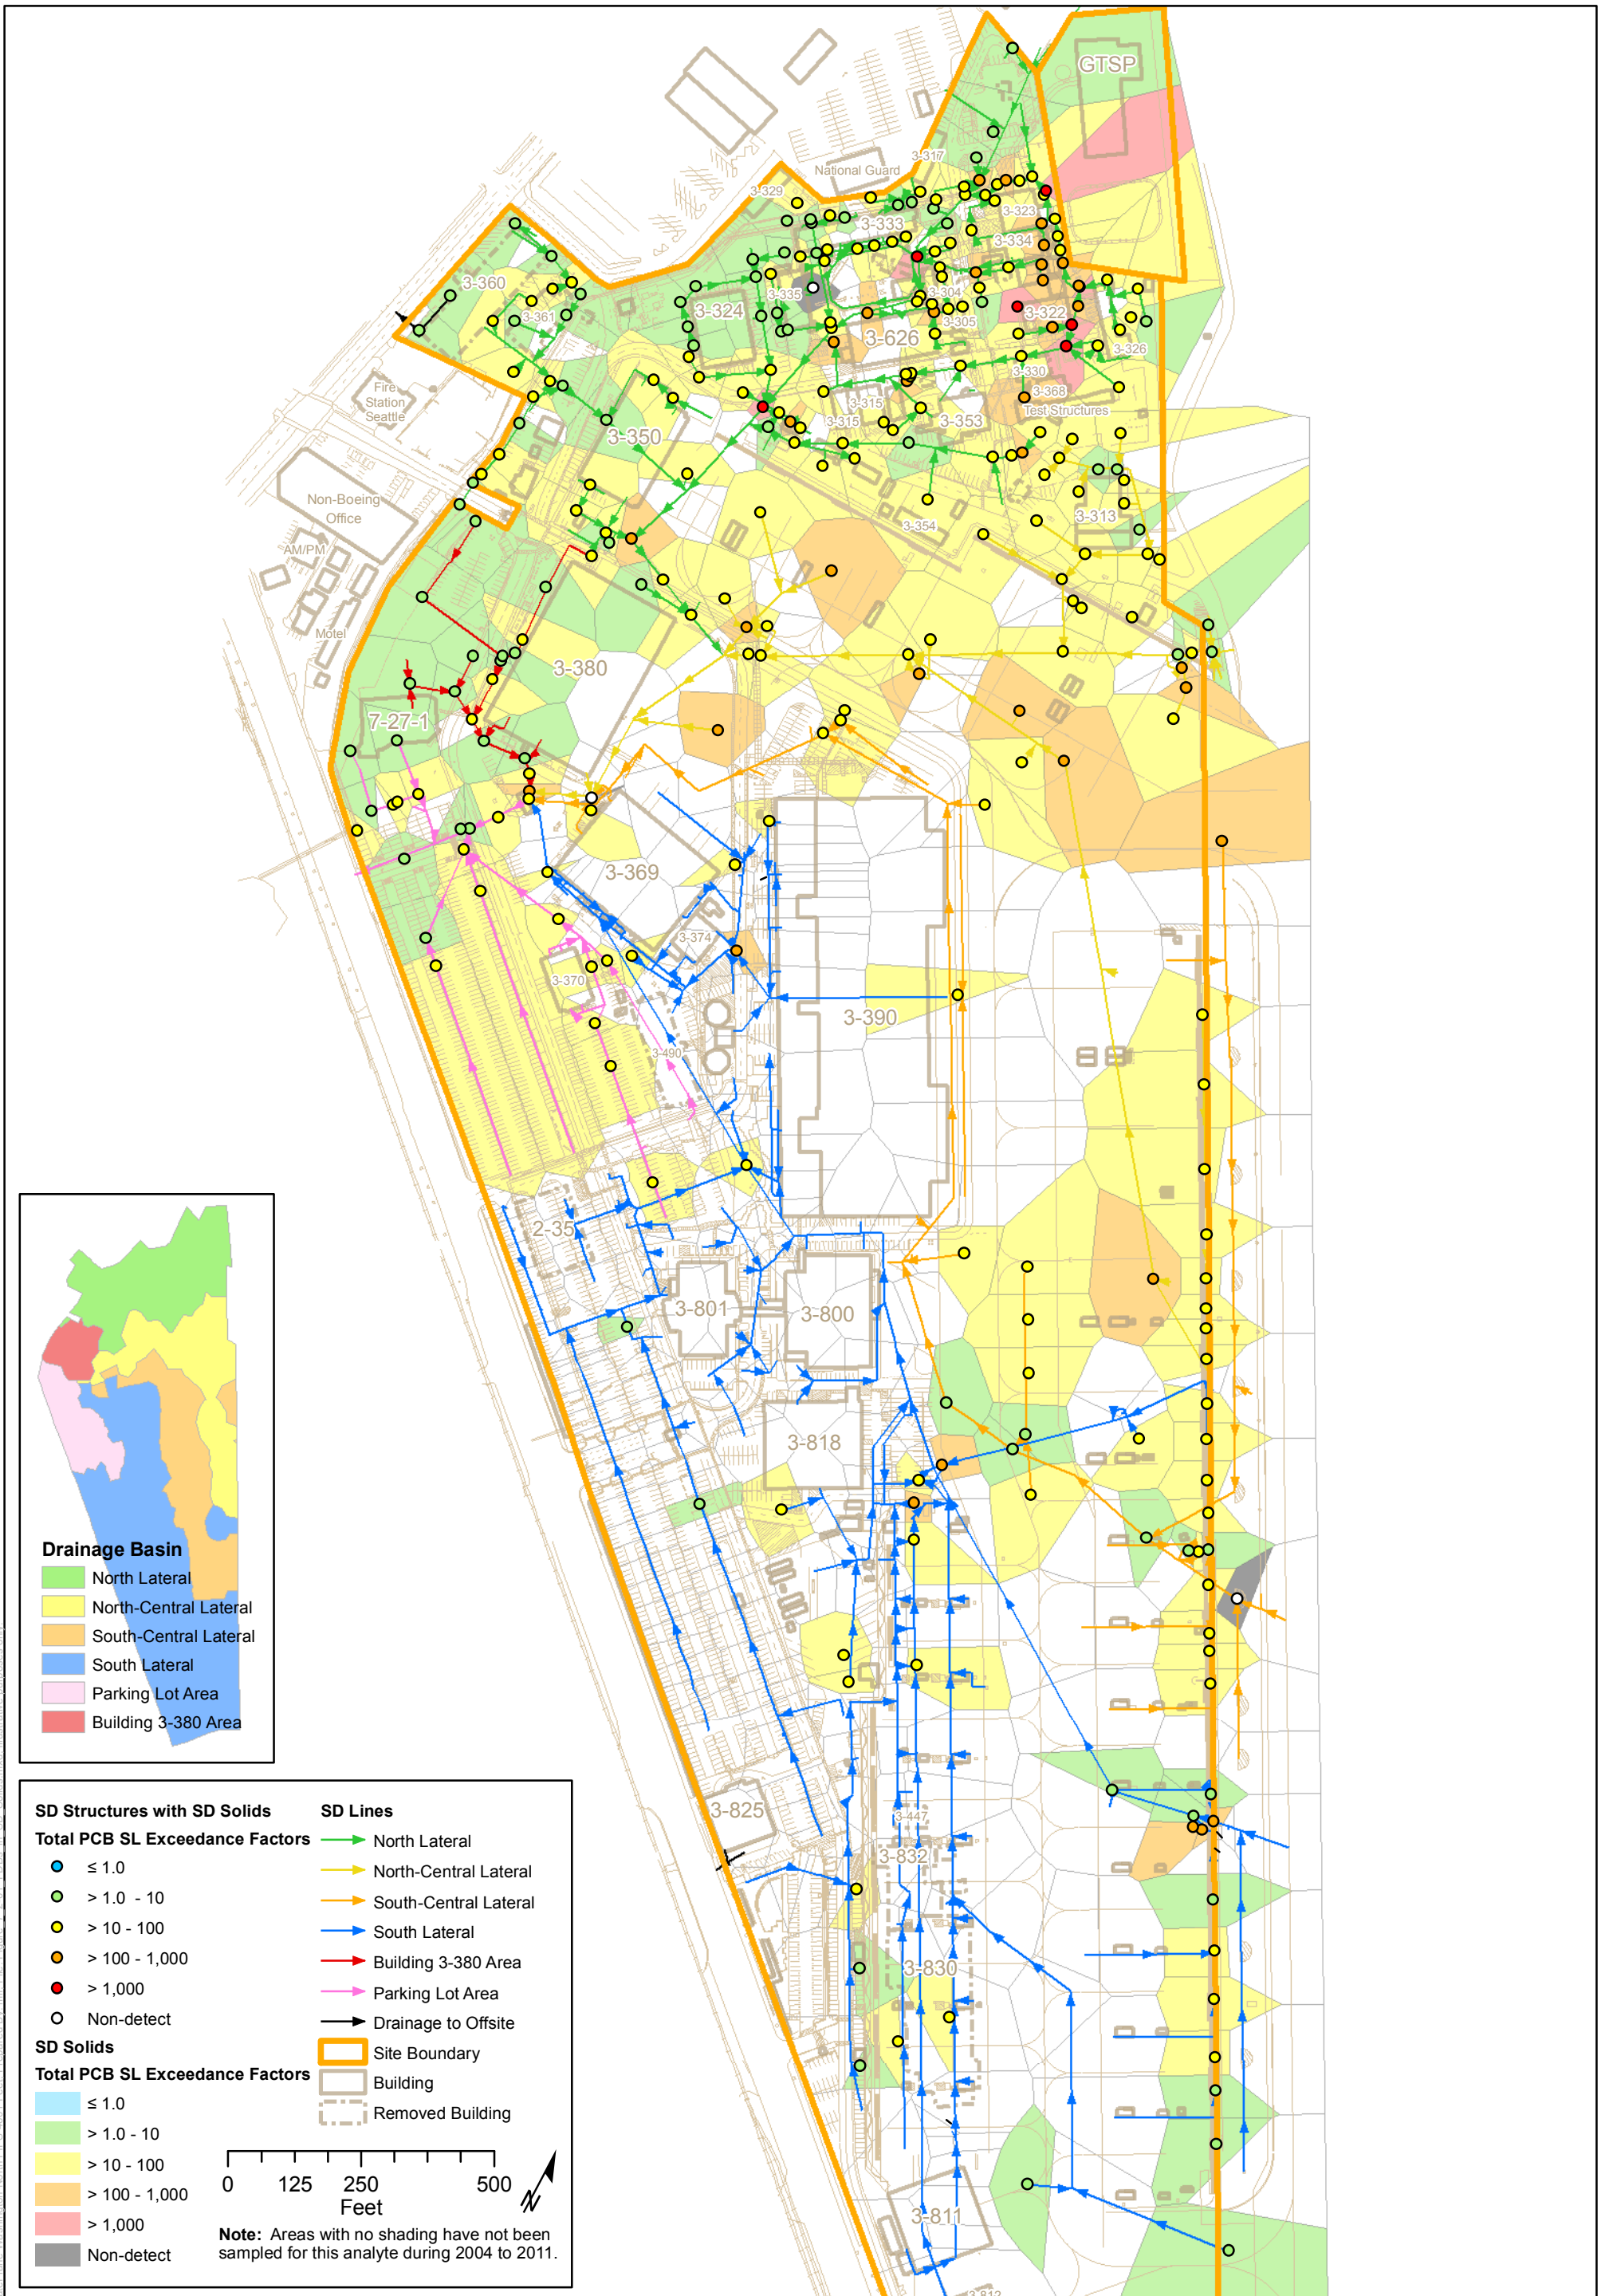 GTSP
3-317
National Guard
3-329
3-333
3-323
3-334
3-360
3-361
3-324
3-335
3-304
3-305
3-322
3-626
3-326
3-330
3-368
Test Structures
Fire
Station
Seattle
3-315
3-315
3-353
3-350
Non-Boeing
Office
3-354
3-313
AM/PM
Motel
3-380
7-27-1
3-369
3-374
3-370
3-390
3-490
2-35
3-801
3-800
3-818
3-825
3-447
3-832
3-830
3-811
3-812
Drainage Basin
North Lateral
North-Central Lateral
South-Central Lateral
South Lateral
Parking Lot Area
Building 3-380 Area
SD Structures with SD Solids
Total PCB SL Exceedance Factors
≤ 1.0
> 1.0 - 10
> 10 - 100
> 100 - 1,000
> 1,000
Non-detect
SD Solids
Total PCB SL Exceedance Factors
≤ 1.0
> 1.0 - 10
> 10 - 100
> 100 - 1,000
> 1,000
Non-detect
SD Lines
North Lateral
North-Central Lateral
South-Central Lateral
South Lateral
Building 3-380 Area
Parking Lot Area
Drainage to Offsite
Site Boundary
Building
Removed Building
0 125 250 500
Feet
N
Note: Areas with no shading have not been
sampled for this analyte during 2004 to 2011.